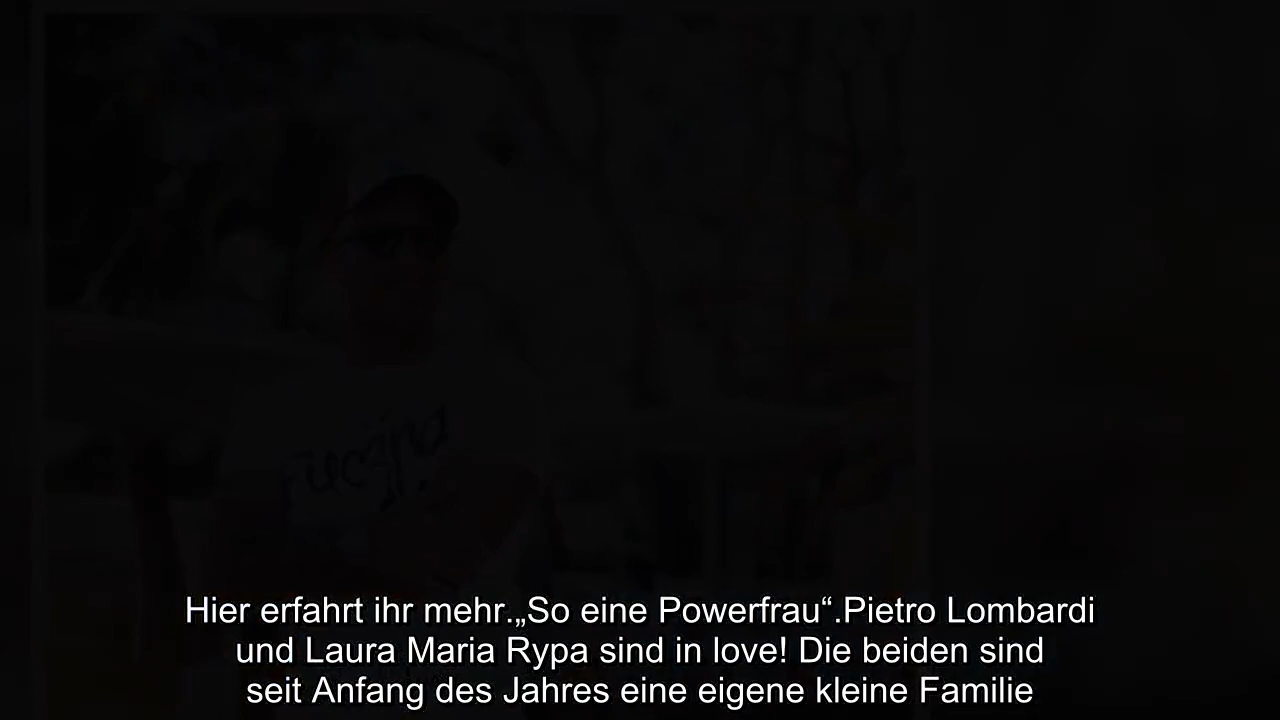 Hier erfahrt ihr mehr.„So eine Powerfrau“.Pietro Lombardi
und Laura Maria Rypa sind in love! Die beiden sind
seit Anfang des Jahres eine eigene kleine Familie